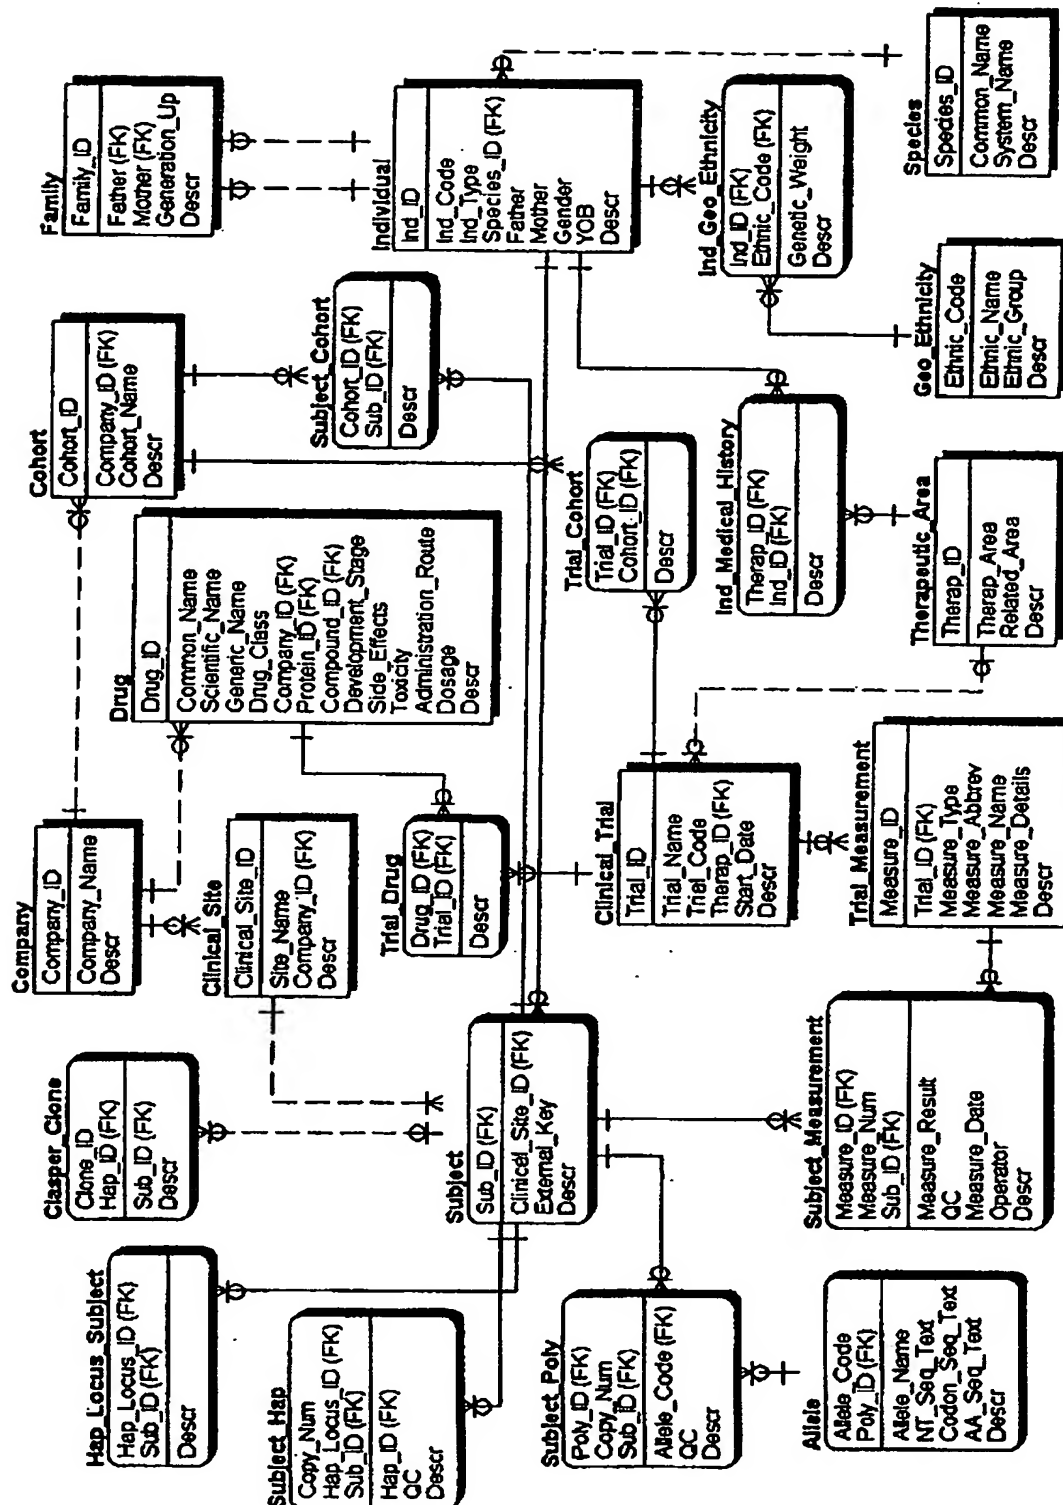 Family
Family_ID
Father (FK)
Mother (FK)
Generation_Up
Descr
Individual
Ind_ID
Ind_Code
Ind_Type
Species_ID (FK)
Father
Mother
Gender
YOB
Descr
Ind_Geo_Ethnicity
Ind_ID (FK)
Ethnic_Code (FK)
Genetic_Weight
Descr
Species
Species_ID
Common_Name
System_Name
Descr
Cohort
Cohort_ID
Company_ID (FK)
Cohort_Name
Descr
Subject_Cohort
Cohort_ID (FK)
Sub_ID (FK)
Descr
Geo_Ethnicity
Ethnic_Code
Ethnic_Name
Ethnic_Group
Descr
Drug
Drug_ID
Common_Name
Scientific_Name
Generic_Name
Drug_Class
Company_ID (FK)
Protein_ID (FK)
Compound_ID (FK)
Development_Stage
Side_Effects
Toxicity
Administration_Route
Dosage
Descr
Trial_Cohort
Trial_ID (FK)
Cohort_ID (FK)
Descr
Ind_Medical_History
Therap_ID (FK)
Ind_ID (FK)
Descr
Therapeutic_Area
Therap_ID
Therap_Area
Related_Area
Descr
Company
Company_ID
Company_Name
Descr
Clinical_Site
Clinical_Site_ID
Site_Name
Company_ID (FK)
Descr
Trial_Drug
Drug_ID (FK)
Trial_ID (FK)
Descr
Clinical_Trial
Trial_ID
Trial_Name
Trial_Code
Therap_ID (FK)
Start_Date
Descr
Trial_Measurement
Measure_ID
Trial_ID (FK)
Measure_Type
Measure_Abbrev
Measure_Name
Measure_Details
Descr
Clasper_Clone
Clone_ID
Hap_ID (FK)
Sub_ID (FK)
Descr
Subject
Sub_ID (FK)
Clinical_Site_ID (FK)
External_Key
Descr
Subject_Measurement
Measure_ID (FK)
Measure_Num
Sub_ID (FK)
Measure_Result
QC
Measure_Date
Operator
Descr
Hap_Locus_Subject
Hap_Locus_ID (FK)
Sub_ID (FK)
Descr
Subject_Hap
Copy_Num
Hap_Locus_ID (FK)
Sub_ID (FK)
Hap_ID (FK)
QC
Descr
Subject_Poly
Poly_ID (FK)
Copy_Num
Sub_ID (FK)
Allele_Code (FK)
QC
Descr
Allele
Allele_Code
Poly_ID (FK)
Allele_Name
NT_Seq_Text
Codon_Seq_Text
AA_Seq_Text
Descr